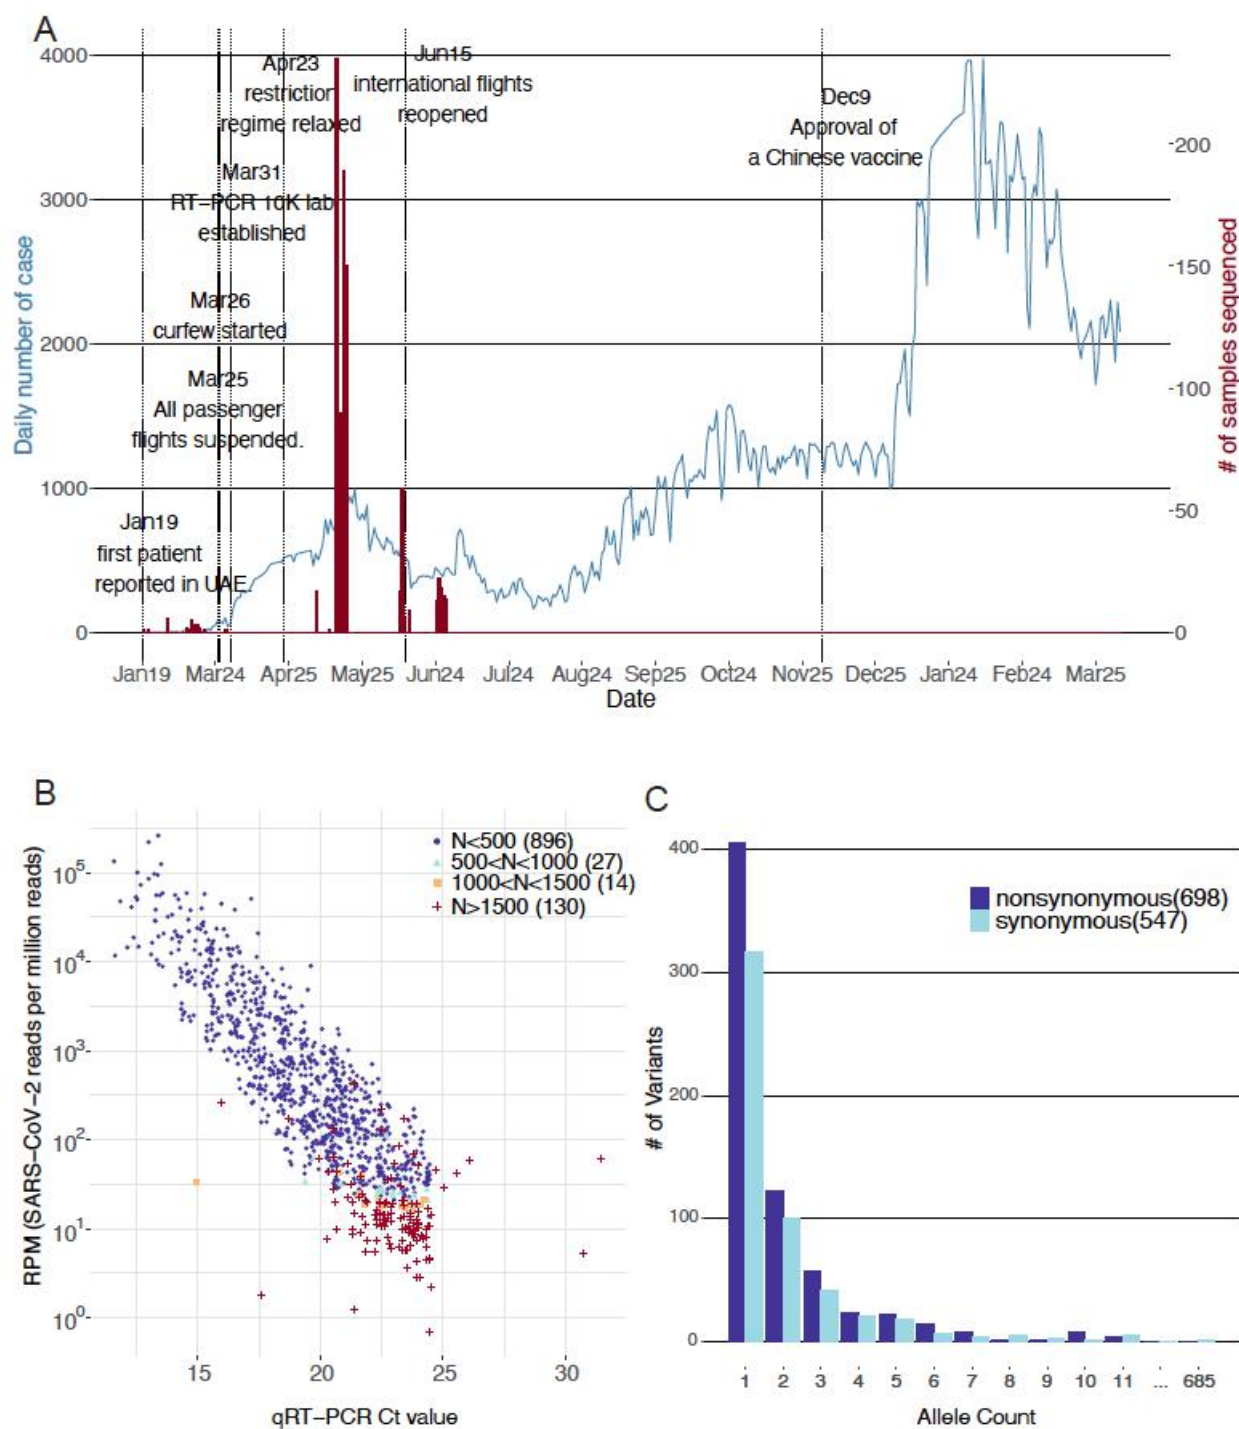 A
4000
3000
2000
1000
0
Daily number of case
Apr23
restriction
regime relaxed
Jun15
international flights
reopened
Mar31
RT-PCR 10K lab
established
Mar26
curfew started
Mar25
All passenger
flights suspended.
Jan19
first patient
reported in UAE
Dec9
Approval of
a Chinese vaccine
200
150
100
50
0
# of samples sequenced
Jan19 Mar24 Apr25 May25 Jun24 Jul24 Aug24 Sep25 Oct24 Nov25 Dec25 Jan24 Feb24 Mar25
Date
B
RPM (SARS-CoV-2 reads per million reads)
10^5
10^4
10^3
10^2
10^1
10^0
N<500 (896)
500<N<1000 (27)
1000<N<1500 (14)
N>1500 (130)
15 20 25 30
qRT-PCR Ct value
C
# of Variants
400
300
200
100
0
nonsynonymous(698)
synonymous(547)
1 2 3 4 5 6 7 8 9 10 11 ... 685
Allele Count